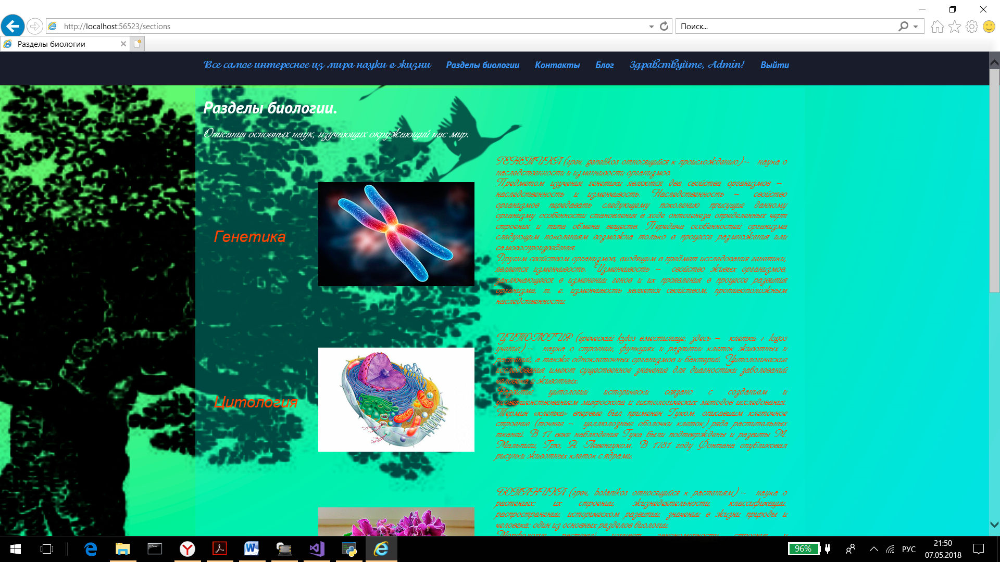 http://localhost:56523/sections
Поиск...
Разделы биологии
Все самое интересное из мира науки о жизни
Разделы биологии
Контакты
Блог
Здравствуйте, Admin!
Выйти
Разделы биологии.
Описания основных наук, изучающих окружающий нас мир.
Генетика
ГЕНЕТИКА (греч. genetikos относящийся к происхождению) – наука о
наследственности и изменчивости организмов.
Предметом изучения генетики являются два свойства организмов –
наследственность и изменчивость. Наследственность – свойство
организмов передавать следующему поколению присущие данному
организму особенности становления в ходе онтогенеза определенных черт
строения и типа обмена веществ. Передача особенностей организма
следующим поколениям возможна только в процессе размножения или
самовоспроизведения.
Другим свойством организмов, входящим в предмет исследования генетики,
является изменчивость. Изменчивость – свойство живых организмов,
заключающееся в изменении генов и их проявления в процессе развития
организма, т. е. изменчивость является свойством, противоположным
наследственности.
Цитология
ЦИТОЛОГИЯ (греческий kytos вместилище, здесь – клетка + logos
учение) – наука о строении, функциях и развитии клеток животных и
растений, а также одноклеточных организмов и бактерий. Цитологические
исследования имеют существенное значение для диагностики заболеваний
человека и животных.
Развитие цитологии исторически связано с созданием и
усовершенствованием микроскопа и гистологических методов исследования.
Термин «клетка» впервые был применен Гуком, описавшим клеточное
строение (точнее – целлюлозные оболочки клеток) ряда растительных
тканей. В 17 веке наблюдения Гука были подтверждены и развиты М.
Мальпиги, Грю, А. Левенгуком. В 1781 году Фонтана опубликовал
рисунки животных клеток с ядрами.
БОТАНИКА (греч. botanikos относящийся к растениям) – наука о
растениях: их строении, жизнедеятельности, классификации,
распространении, историческом развитии, значении в жизни природы и
человека; один из основных разделов биологии.
96%
РУС
21:50
07.05.2018